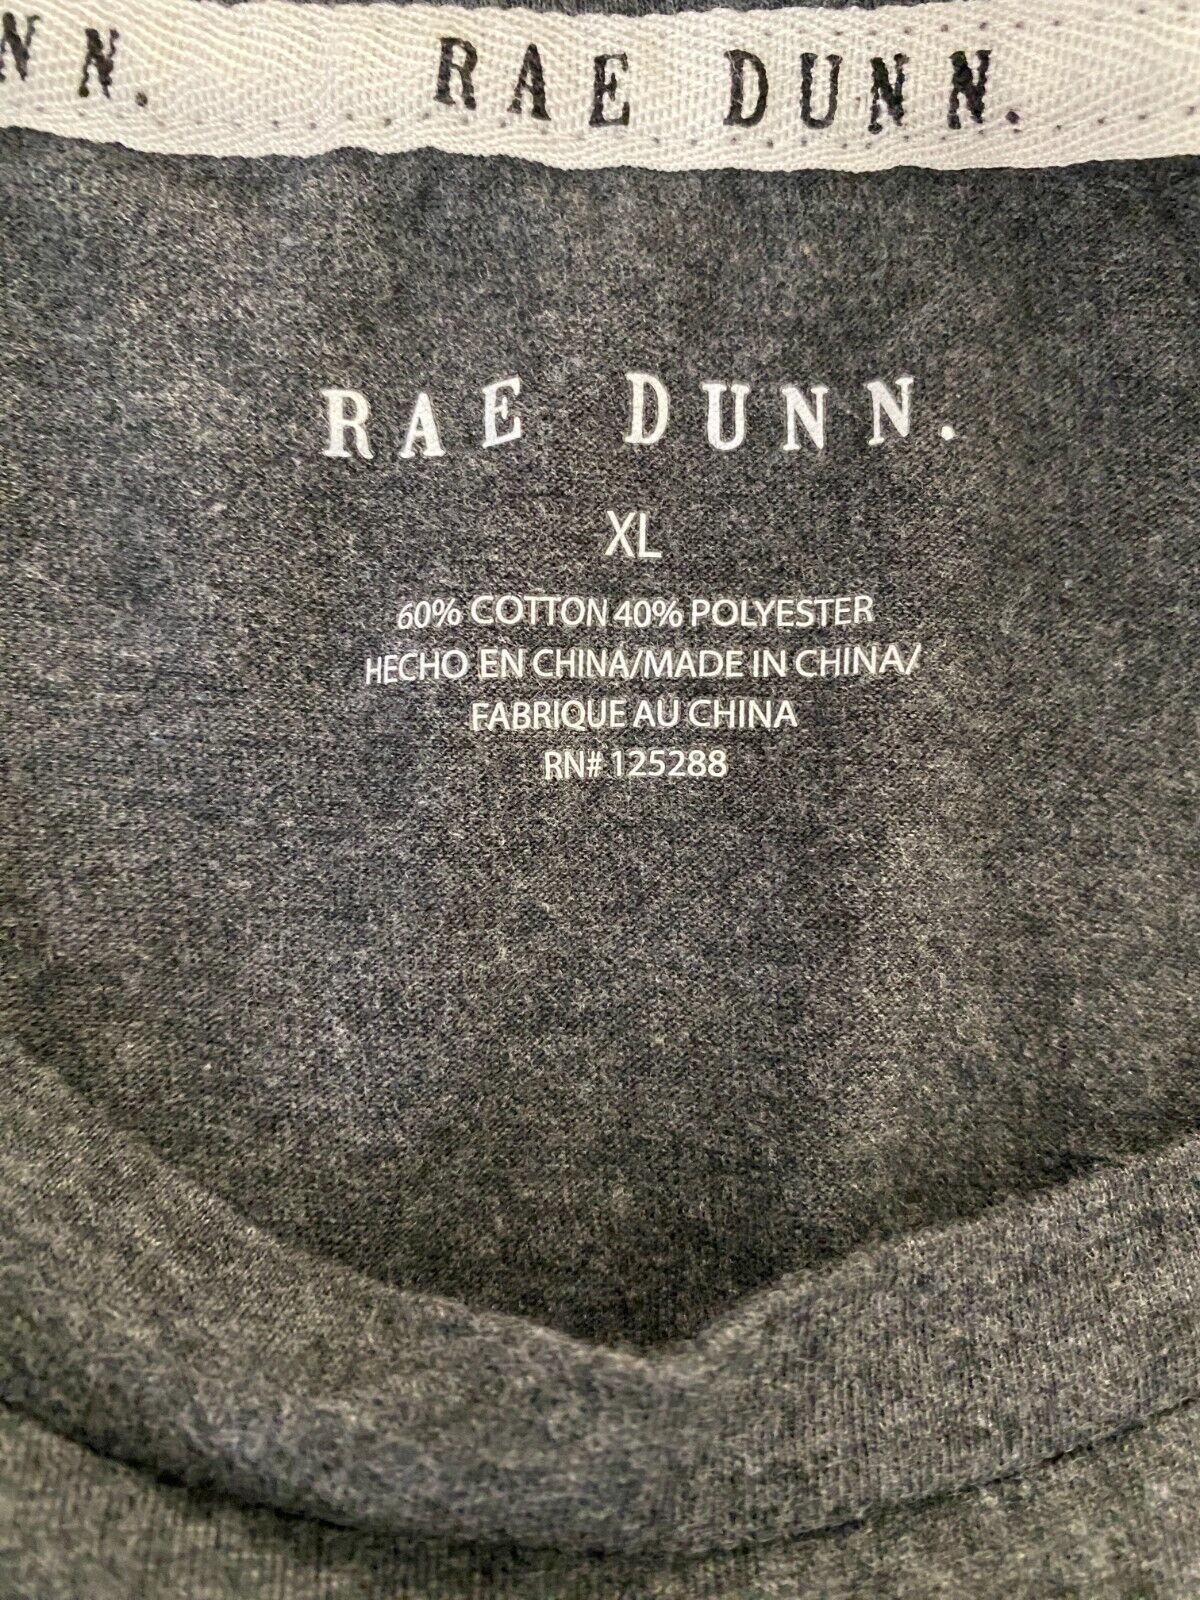 NN. RAE DUNN.
RAE DUNN.
XL
60% COTTON 40% POLYESTER
HECHO EN CHINA/MADE IN CHINA/
FABRIQUE AU CHINA
RN# 125288